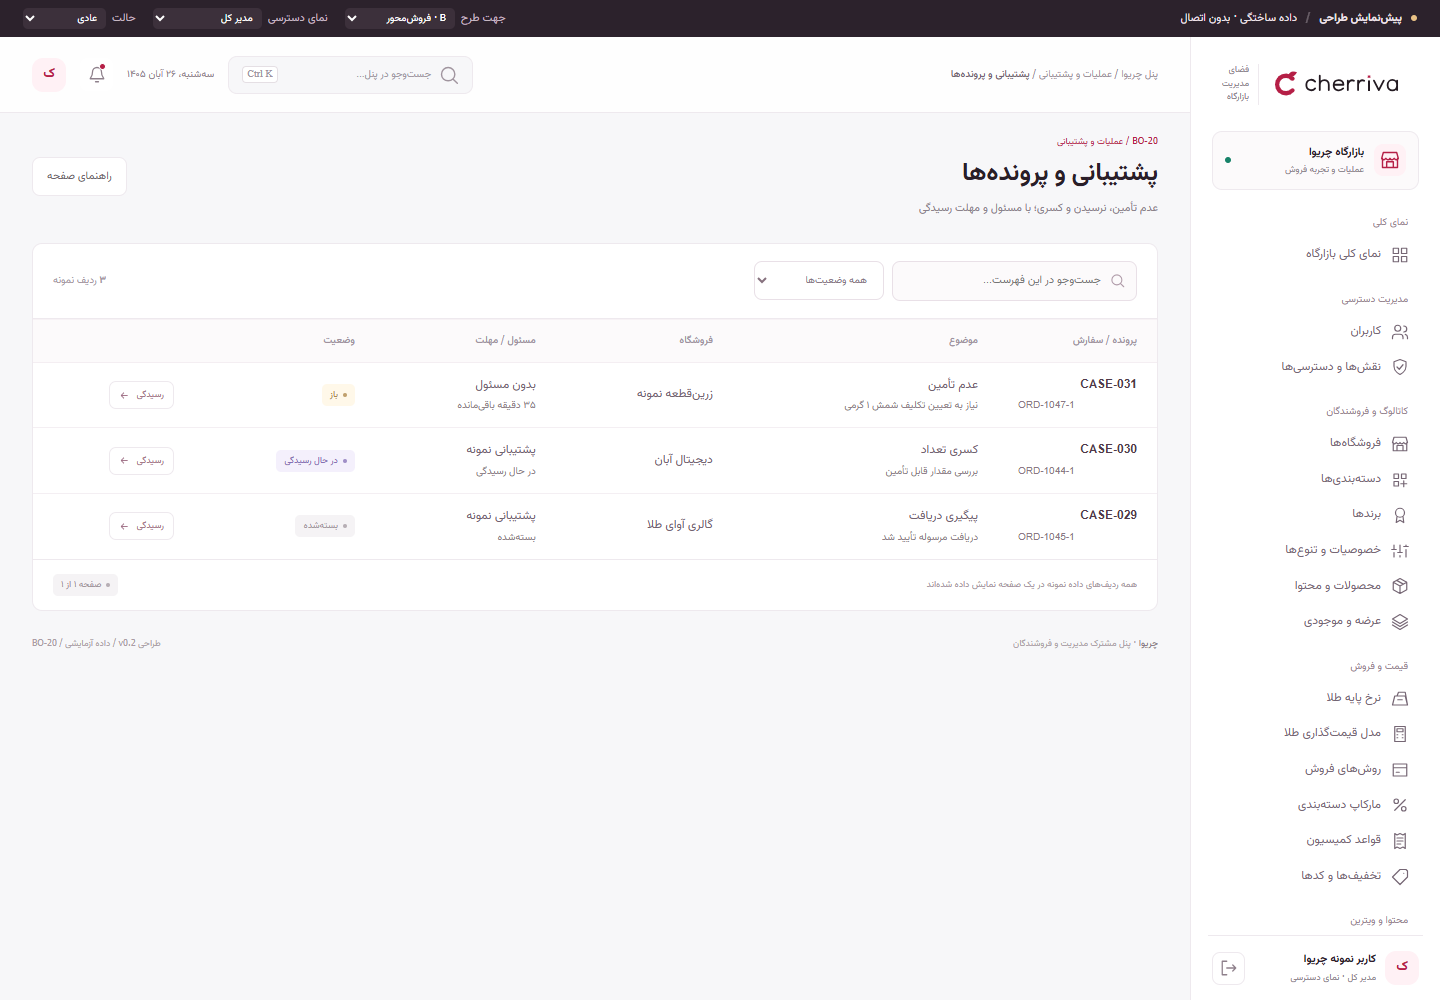 پیش‌نمایش طراحی / داده ساختگی · بدون اتصال
جهت طرح B · فروش‌محور نمای دسترسی مدیر کل حالت عادی
cherriva
فضای
مدیریت
بازارگاه
بازارگاه چریوا
عملیات و تجربه فروش
نمای کلی
نمای کلی بازارگاه
مدیریت دسترسی
کاربران
نقش‌ها و دسترسی‌ها
کاتالوگ و فروشندگان
فروشگاه‌ها
دسته‌بندی‌ها
برندها
خصوصیات و تنوع‌ها
محصولات و محتوا
عرضه و موجودی
قیمت و فروش
نرخ پایه طلا
مدل قیمت‌گذاری طلا
روش‌های فروش
مارکاپ دسته‌بندی
قواعد کمیسیون
تخفیف‌ها و کدها
محتوا و ویترین
ک
کاربر نمونه چریوا
مدیر کل · نمای دسترسی
پنل چریوا / عملیات و پشتیبانی / پشتیبانی و پرونده‌ها
جست‌وجو در پنل... Ctrl K
سه‌شنبه، ۲۶ آبان ۱۴۰۵
ک
BO-20 / عملیات و پشتیبانی
پشتیبانی و پرونده‌ها
عدم تأمین، نرسیدن و کسری؛ با مسئول و مهلت رسیدگی
راهنمای صفحه
جست‌وجو در این فهرست...
همه وضعیت‌ها
۳ ردیف نمونه
پرونده / سفارش موضوع فروشگاه مسئول / مهلت وضعیت
CASE-031 عدم تأمین زرین‌قطعه نمونه بدون مسئول باز رسیدگی ←
ORD-1047-1 نیاز به تعیین تکلیف شمش ۱ گرمی ۳۵ دقیقه باقی‌مانده
CASE-030 کسری تعداد دیجیتال آبان پشتیبانی نمونه در حال رسیدگی رسیدگی ←
ORD-1044-1 بررسی مقدار قابل تأمین در حال رسیدگی
CASE-029 پیگیری دریافت گالری آوای طلا پشتیبانی نمونه بسته‌شده رسیدگی ←
ORD-1045-1 دریافت مرسوله تأیید شد بسته‌شده
همه ردیف‌های داده نمونه در یک صفحه نمایش داده شده‌اند
صفحه ۱ از ۱
چریوا · پنل مشترک مدیریت و فروشندگان
طراحی v0.2 / داده آزمایشی / BO-20